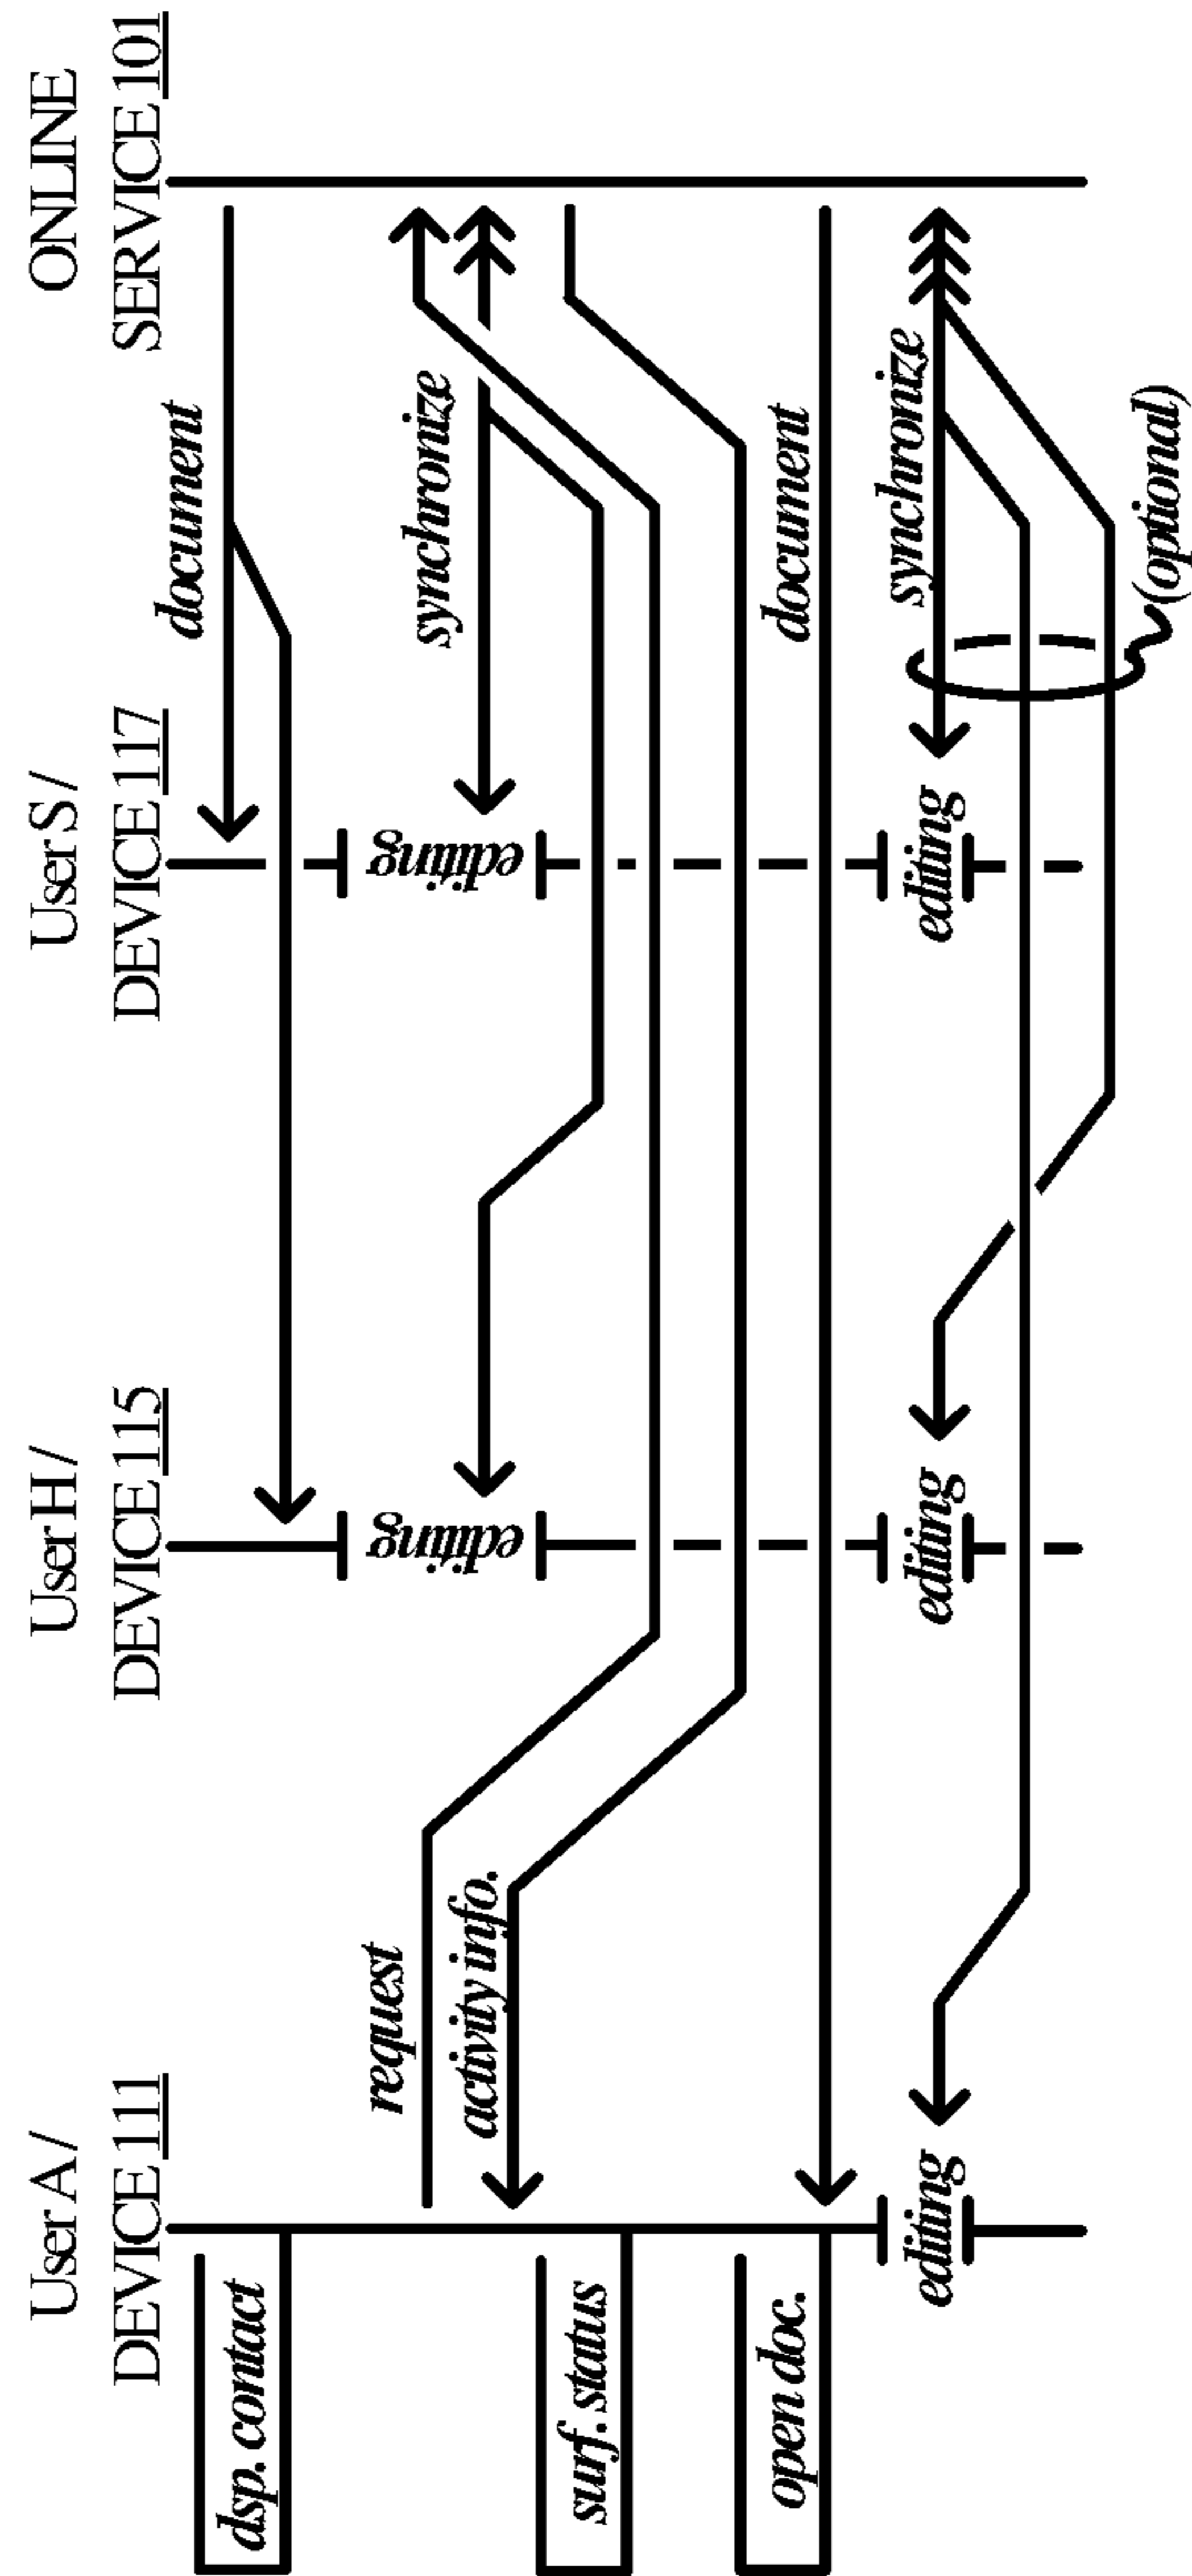 User A /
DEVICE 111
User H /
DEVICE 115
User S /
DEVICE 117
ONLINE
SERVICE 101
dsp. contact
document
request
editing
editing
synchronize
activity info.
surf. status
open doc.
document
editing
editing
editing
synchronize
(optional)